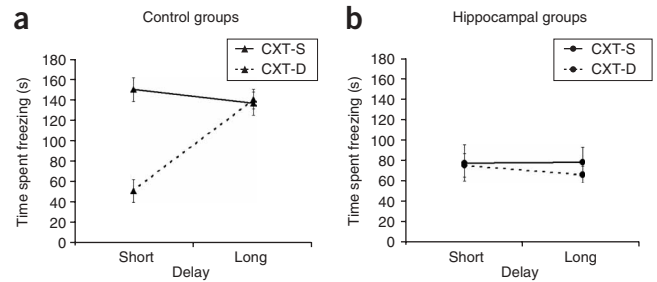 a
Control groups
CXT-S
CXT-D
Time spent freezing (s)
180
160
140
120
100
80
60
40
20
0
Short
Long
Delay
b
Hippocampal groups
CXT-S
CXT-D
Time spent freezing (s)
180
160
140
120
100
80
60
40
20
0
Short
Long
Delay